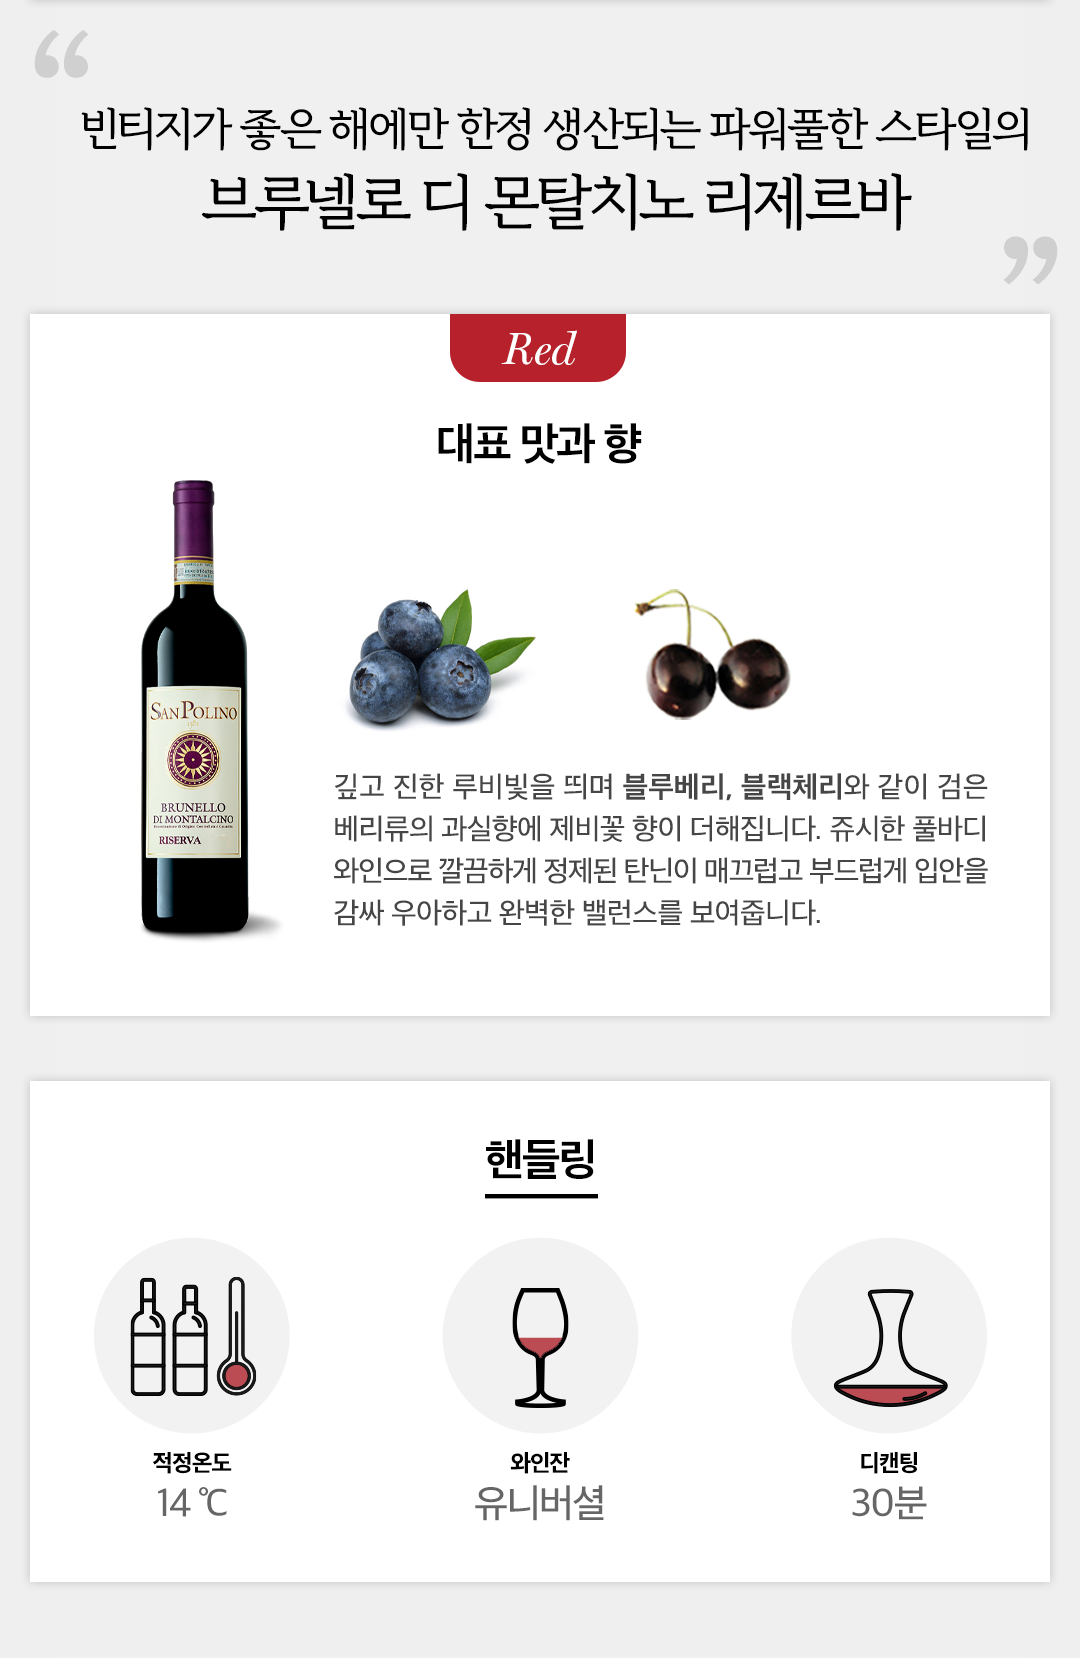 “
빈티지가 좋은 해에만 한정 생산되는 파워풀한 스타일의
브루넬로 디 몬탈치노 리제르바
”
Red
대표 맛과 향
SAN POLINO
BRUNELLO
DI MONTALCINO
RISERVA
깊고 진한 루비빛을 띄며 블루베리, 블랙체리와 같이 검은
베리류의 과실향에 제비꽃 향이 더해집니다. 쥬시한 풀바디
와인으로 깔끔하게 정제된 탄닌이 매끄럽고 부드럽게 입안을
감싸 우아하고 완벽한 밸런스를 보여줍니다.
핸들링
적정온도
14 ℃
와인잔
유니버셜
디캔팅
30분